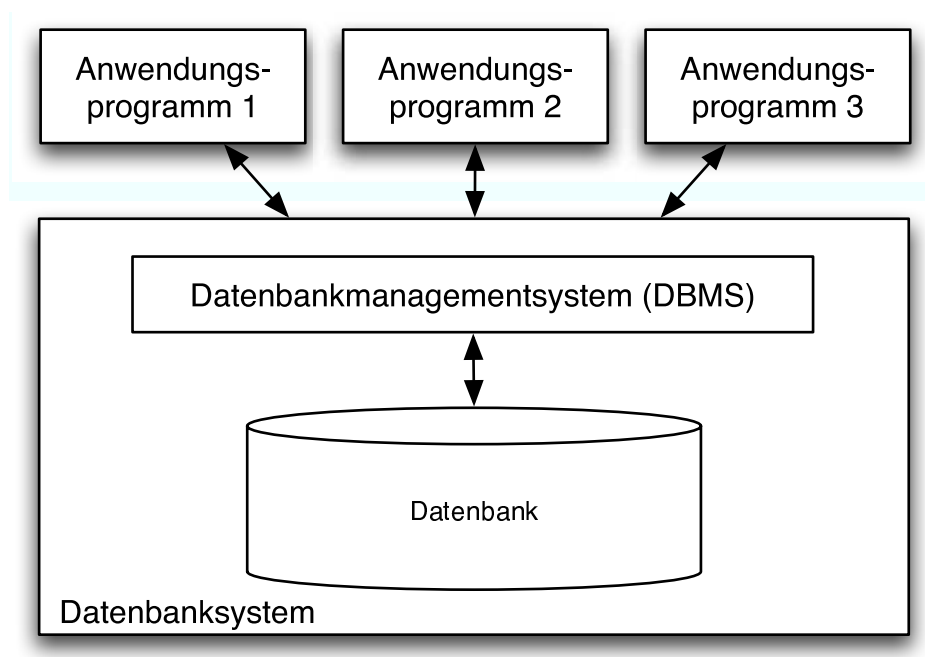 Anwendungs-
programm 1
Anwendungs-
programm 2
Anwendungs-
programm 3
Datenbankmanagementsystem (DBMS)
Datenbank
Datenbanksystem